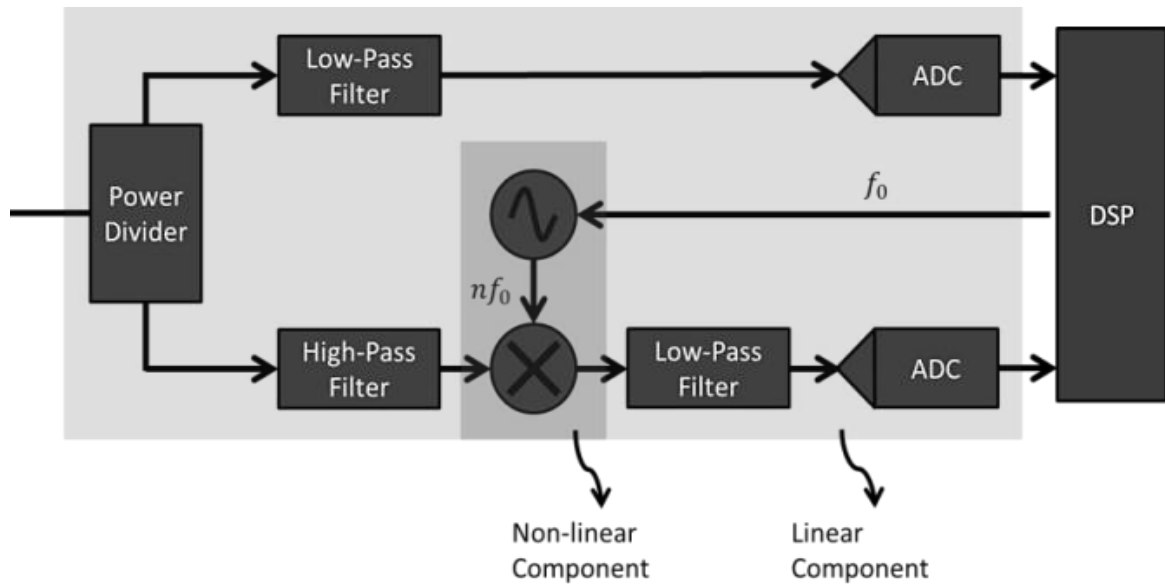 Low-Pass
Filter
ADC
Power
Divider
f₀
DSP
nf₀
High-Pass
Filter
Low-Pass
Filter
ADC
Non-linear
Component
Linear
Component